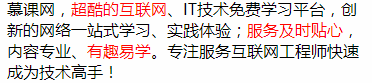 慕课网，超酷的互联网、IT技术免费学习平台，创
新的网络一站式学习、实践体验；服务及时贴心，
内容专业、有趣易学。专注服务互联网工程师快速
成为技术高手！